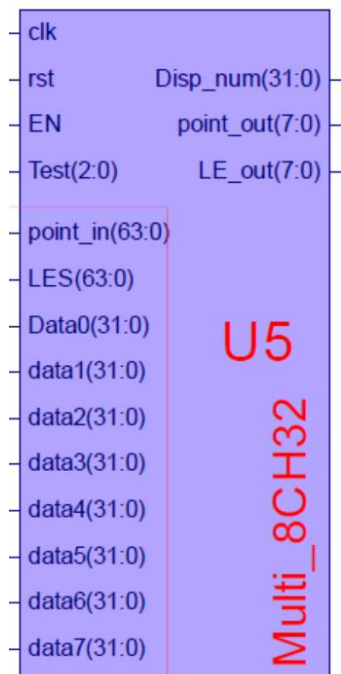 clk
rst
Disp_num(31:0)
EN
point_out(7:0)
Test(2:0)
LE_out(7:0)
point_in(63:0)
LES(63:0)
Data0(31:0)
data1(31:0)
data2(31:0)
data3(31:0)
data4(31:0)
data5(31:0)
data6(31:0)
data7(31:0)
U5
Multi_8CH32